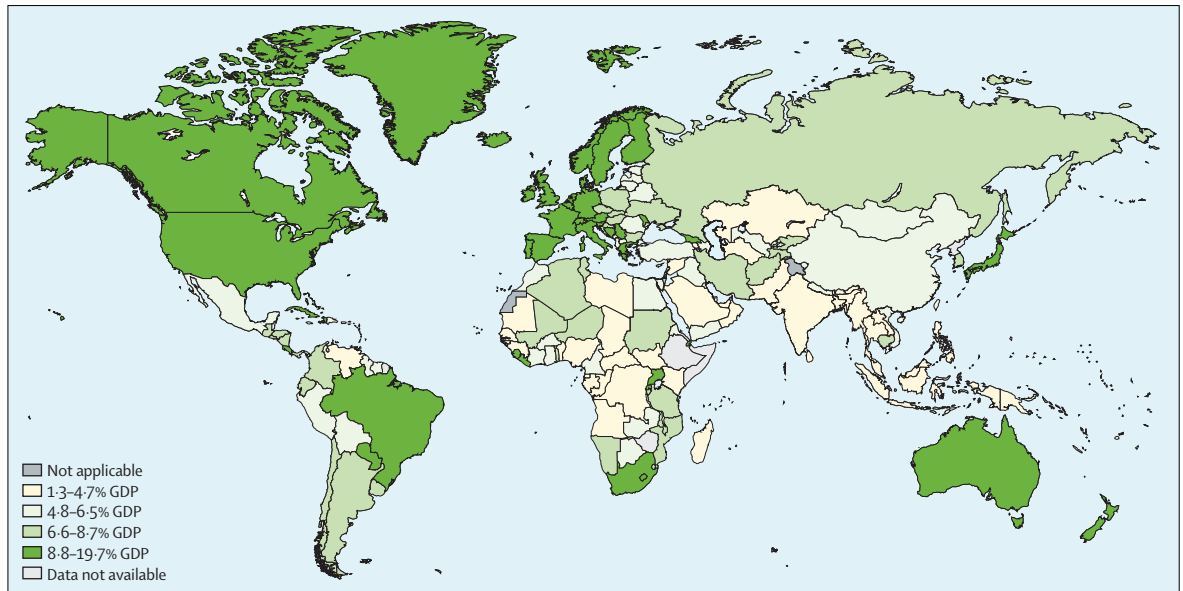 Not applicable
1·3–4·7% GDP
4·8–6·5% GDP
6·6–8·7% GDP
8·8–19·7% GDP
Data not available